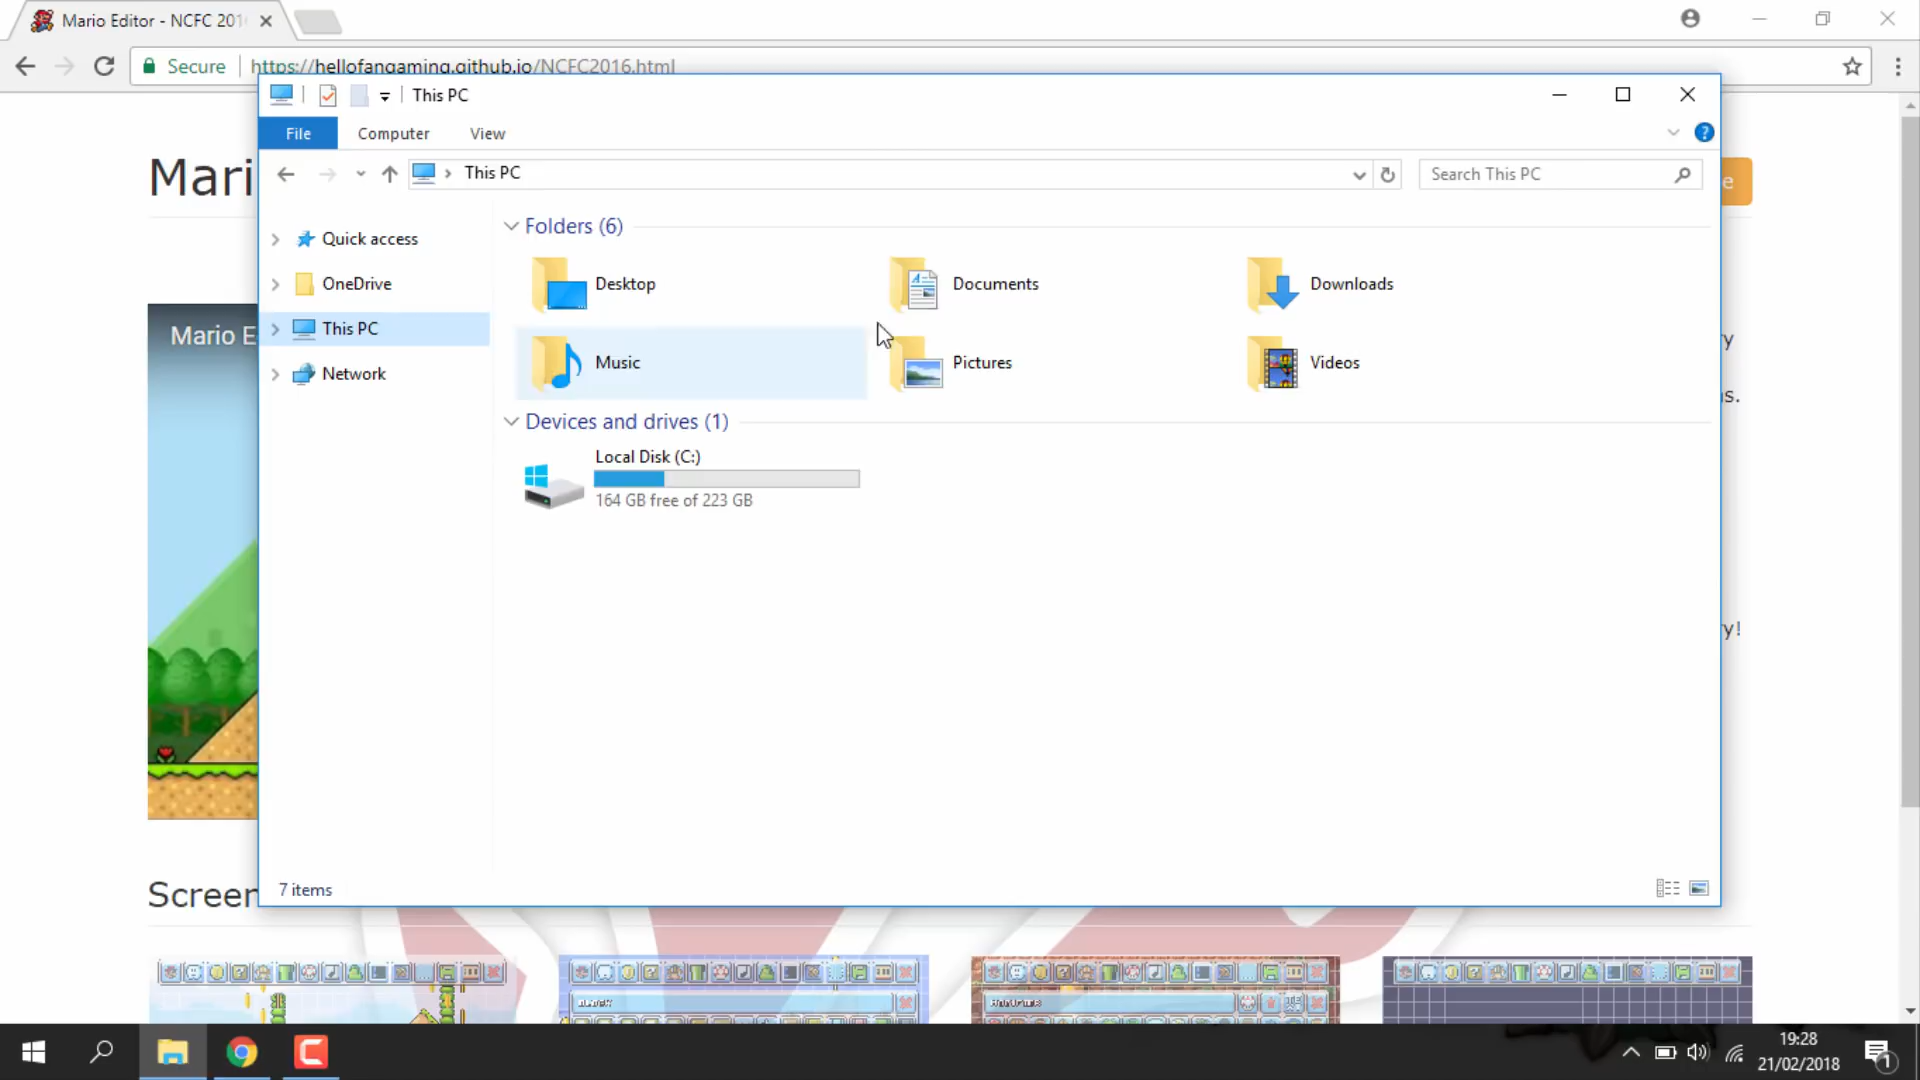 Mario Editor - NCFC 201
Secure
https://hellofangaming.github.io/NCFC2016.html
This PC
File
Computer
View
This PC
Search This PC
Mari
e
Quick access
OneDrive
This PC
Network
Folders (6)
Desktop
Documents
Downloads
Music
Pictures
Videos
Devices and drives (1)
Local Disk (C:)
164 GB free of 223 GB
Mario E
y
s.
y!
7 items
Screen
19:28
21/02/2018
1